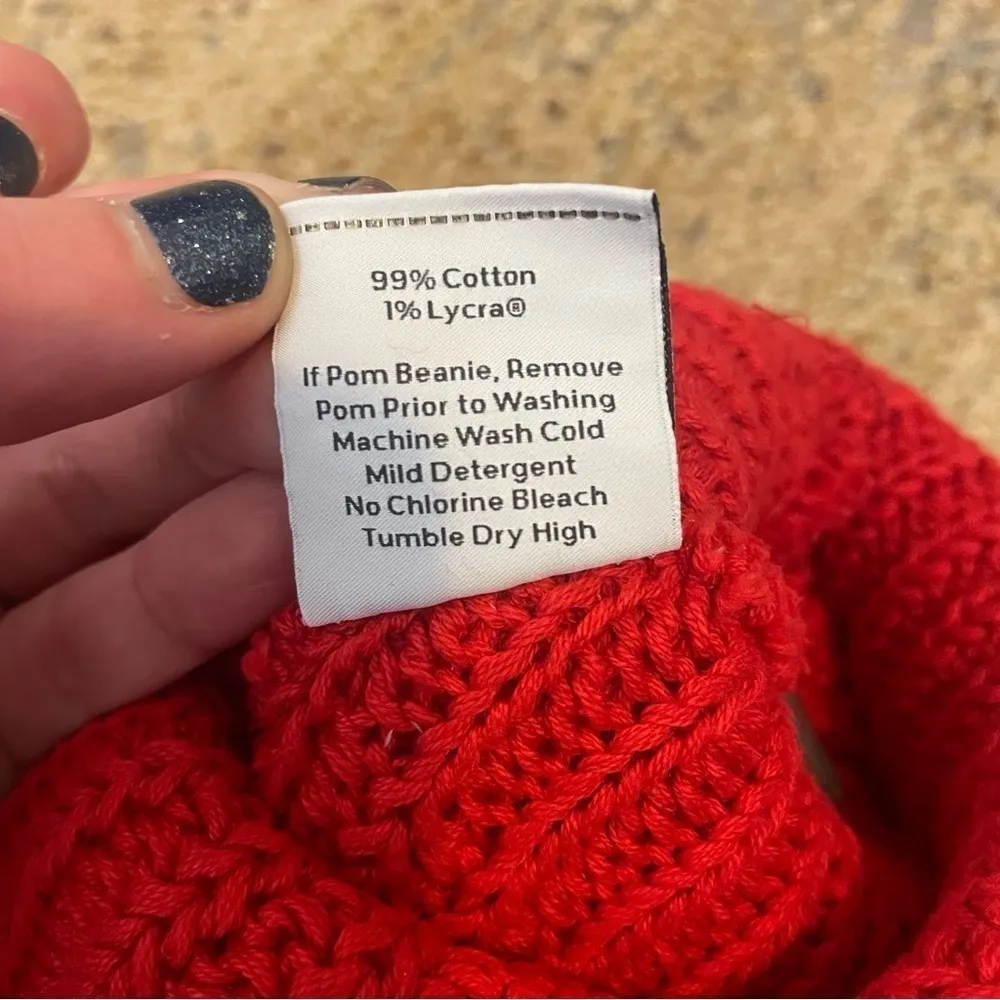 99% Cotton
1% Lycra®
If Pom Beanie, Remove
Pom Prior to Washing
Machine Wash Cold
Mild Detergent
No Chlorine Bleach
Tumble Dry High